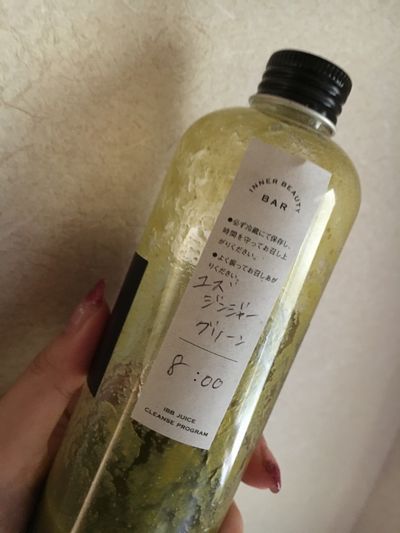 INNER BEAUTY
BAR
●必ず冷蔵にて保存し、
時間を守ってお召し上
がりください。
●よく振ってお召しあが
りください。
ユズ
ジンジャー
グリーン
8:00
IBB JUICE
CLEANSE PROGRAM